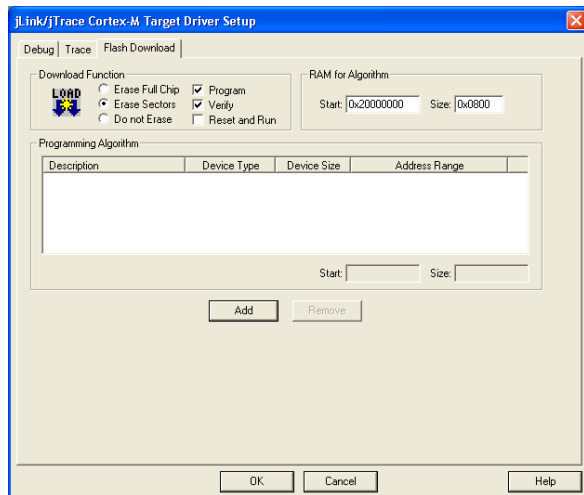 jLink/jTrace Cortex-M Target Driver Setup
Debug Trace Flash Download
Download Function
LOAD
Erase Full Chip Program
Erase Sectors Verify
Do not Erase Reset and Run
RAM for Algorithm
Start: 0x20000000 Size: 0x0800
Programming Algorithm
Description Device Type Device Size Address Range
Start: Size:
Add Remove
OK Cancel Help